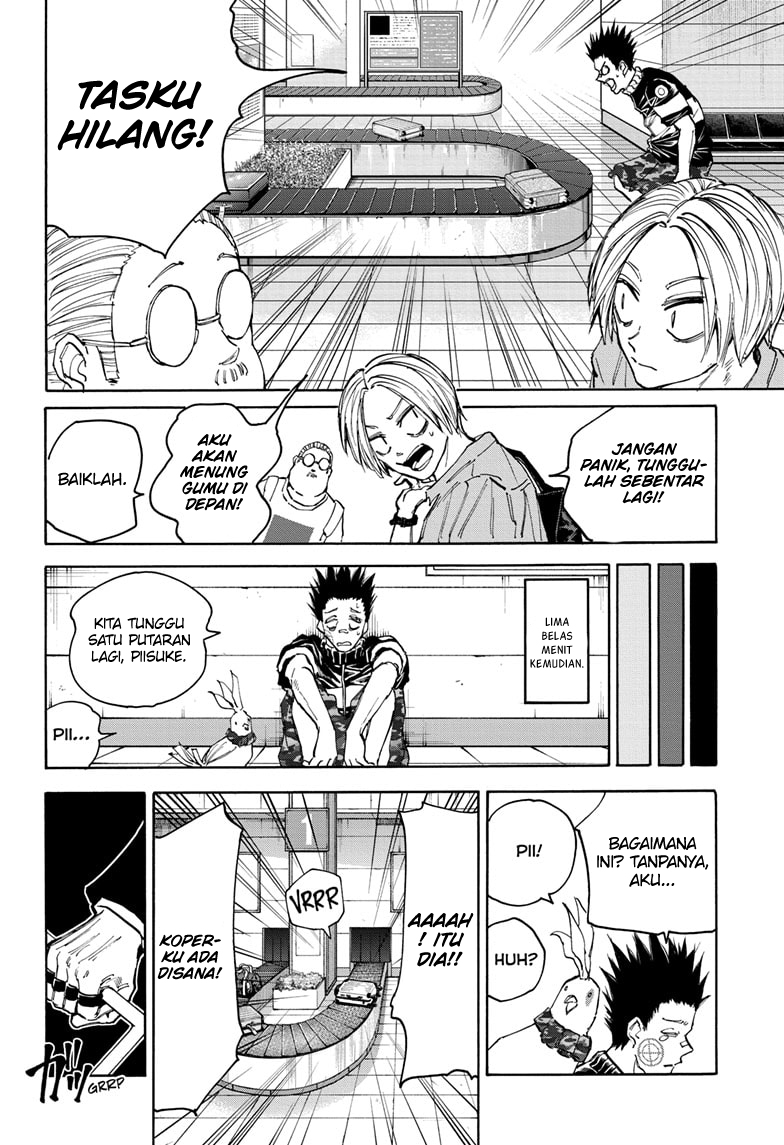 TASKU
HILANG!
JANGAN
PANIK, TUNGGU-
LAH SEBENTAR
LAGI!
AKU
AKAN
MENUNG
GUMU DI
DEPAN!
BAIKLAH.
LIMA
BELAS
MENIT
KEMUDIAN.
KITA TUNGGU
SATU PUTARAN
LAGI, PIISUKE.
PII...
BAGAIMANA
INI? TANPANYA,
AKU...
PII!
HUH?
AAAAH
! ITU
DIA!!
1
VRRR
KOPER-
KU ADA
DISANA!
ガッ
GRRP